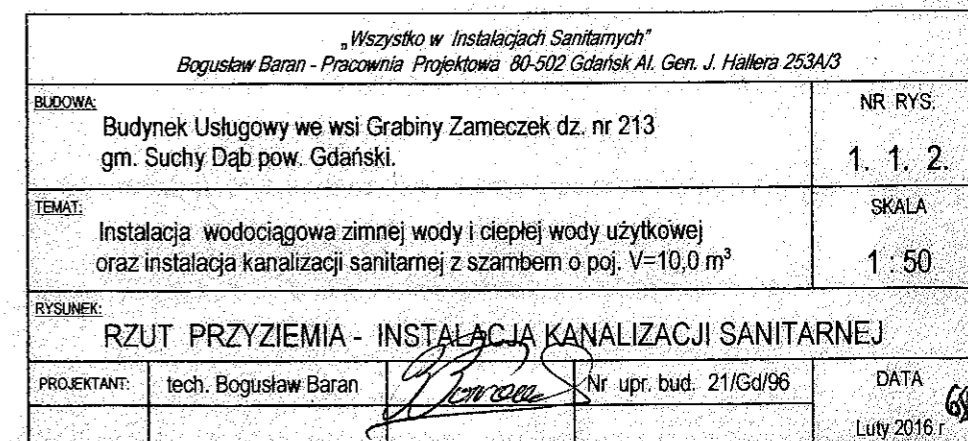 „Wszystko w Instalacjach Sanitarnych"
Bogusław Baran - Pracownia Projektowa 80-502 Gdańsk Al. Gen. J. Hallera 253A/3
BUDOWA:
Budynek Usługowy we wsi Grabiny Zameczek dz. nr 213
gm. Suchy Dąb pow. Gdański.
NR RYS.
1. 1. 2.
TEMAT:
Instalacja wodociągowa zimnej wody i ciepłej wody użytkowej
oraz instalacja kanalizacji sanitarnej z szambem o poj. V=10,0 m³
SKALA
1 : 50
RYSUNEK:
RZUT PRZYZIEMIA - INSTALACJA KANALIZACJI SANITARNEJ
PROJEKTANT:
tech. Bogusław Baran
Nr upr. bud. 21/Gd/96
DATA
Luty 2016 r